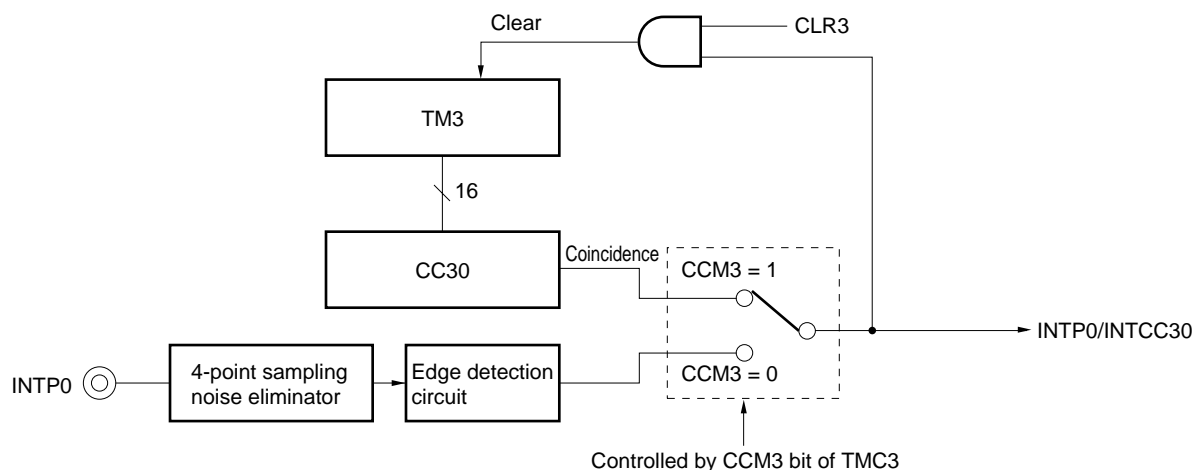 Clear
CLR3
TM3
16
CC30
Coincidence
CCM3 = 1
INTP0/INTCC30
INTP0
4-point sampling
noise eliminator
Edge detection
circuit
CCM3 = 0
Controlled by CCM3 bit of TMC3